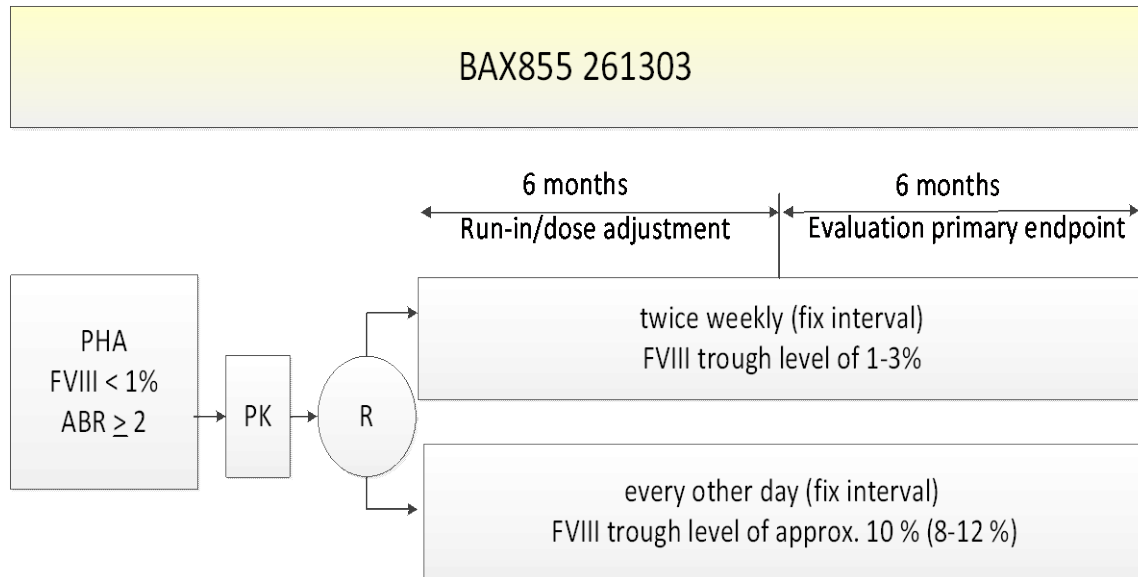 BAX855 261303
6 months
6 months
Run-in/dose adjustment
Evaluation primary endpoint
PHA
FVIII < 1%
ABR ≥ 2
PK
R
twice weekly (fix interval)
FVIII trough level of 1-3%
every other day (fix interval)
FVIII trough level of approx. 10 % (8-12 %)